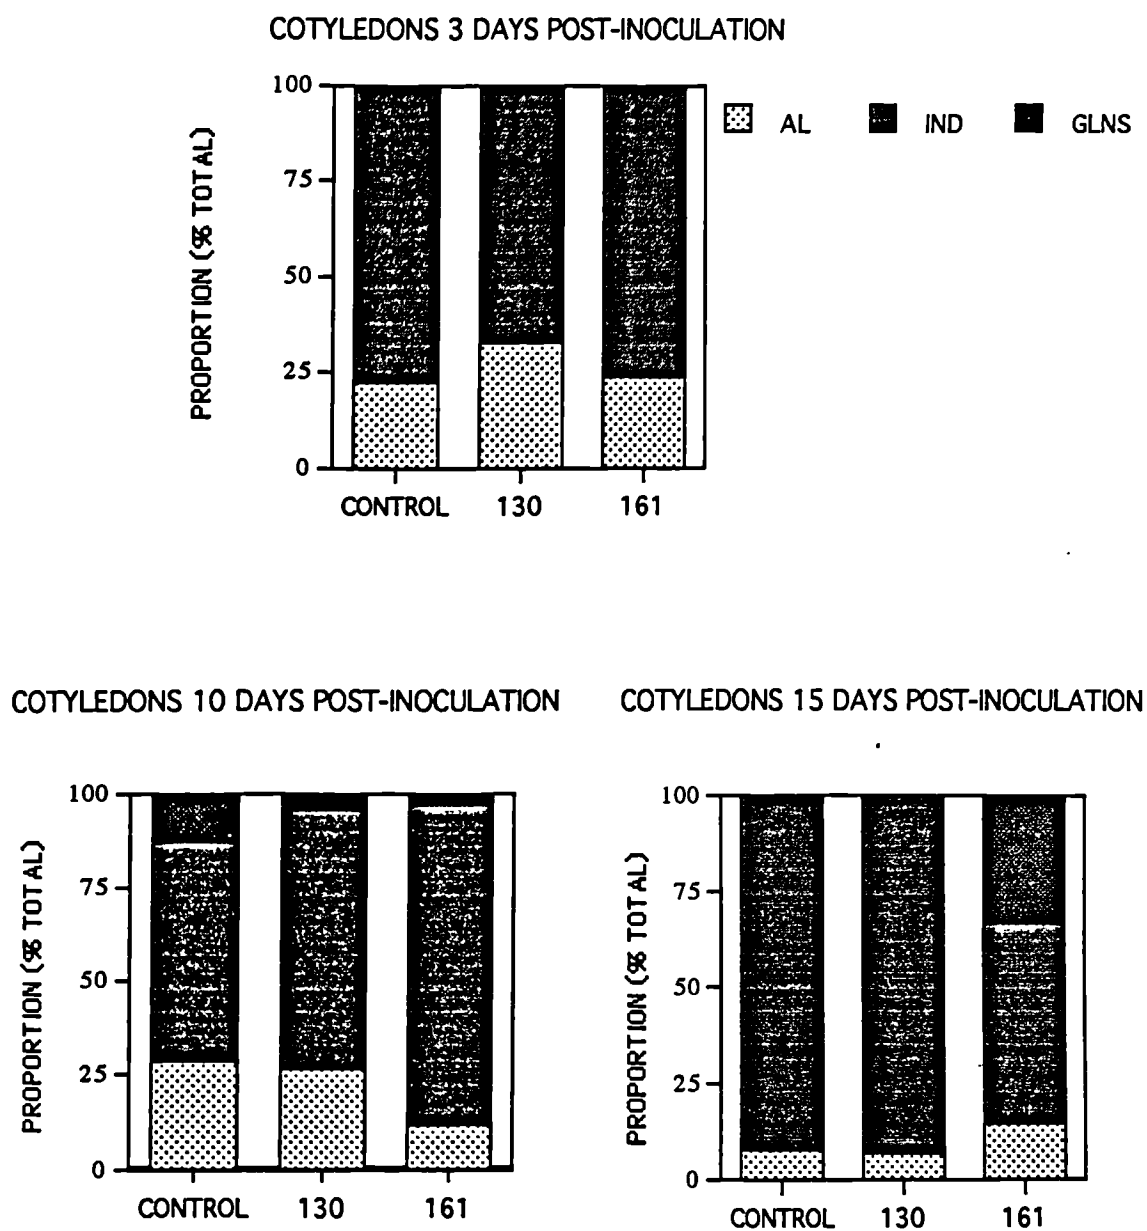 COTYLEDONS 3 DAYS POST-INOCULATION
100
75
50
25
0
PROPORTION (% TOTAL)
CONTROL 130 161
AL IND GLNS
COTYLEDONS 10 DAYS POST-INOCULATION
100
75
50
25
0
PROPORTION (% TOTAL)
CONTROL 130 161
COTYLEDONS 15 DAYS POST-INOCULATION
100
75
50
25
0
PROPORTION (% TOTAL)
CONTROL 130 161